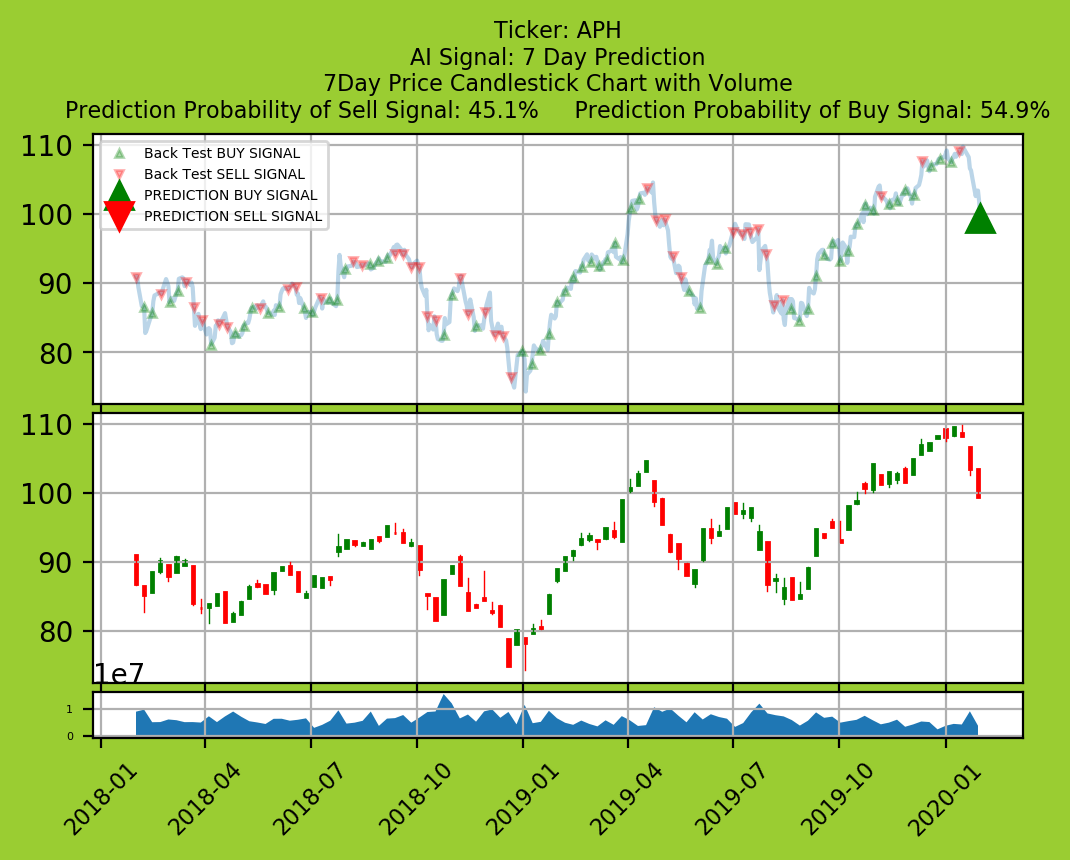 Ticker: APH
AI Signal: 7 Day Prediction
7Day Price Candlestick Chart with Volume
Prediction Probability of Sell Signal: 45.1%     Prediction Probability of Buy Signal: 54.9%
110
100
90
80
Back Test BUY SIGNAL
Back Test SELL SIGNAL
PREDICTION BUY SIGNAL
PREDICTION SELL SIGNAL
110
100
90
80
1e7
1
0
2018-01
2018-04
2018-07
2018-10
2019-01
2019-04
2019-07
2019-10
2020-01